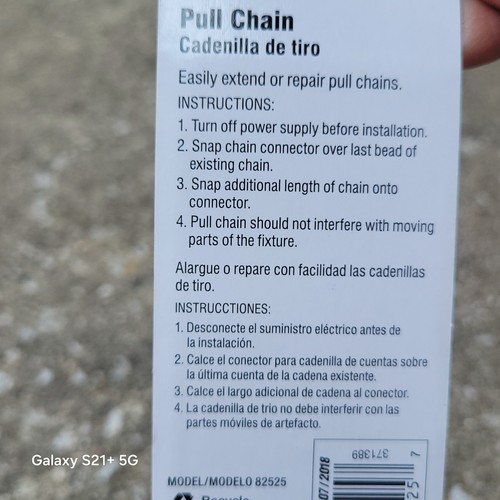 Pull Chain
Cadenilla de tiro
Easily extend or repair pull chains.
INSTRUCTIONS:
1. Turn off power supply before installation.
2. Snap chain connector over last bead of
existing chain.
3. Snap additional length of chain onto
connector.
4. Pull chain should not interfere with moving
parts of the fixture.
Alargue o repare con facilidad las cadenillas
de tiro.
INSTRUCCTIONES:
1. Desconecte el suministro eléctrico antes de
la instalación.
2. Calce el conector para cadenilla de cuentas sobre
la última cuenta de la cadena existente.
3. Calce el largo adicional de cadena al conector.
4. La cadenilla de trio no debe interferir con las
partes móviles de artefacto.
MODEL/MODELO 82525
Recycle
07/2018
371389
7
25
Galaxy S21+ 5G